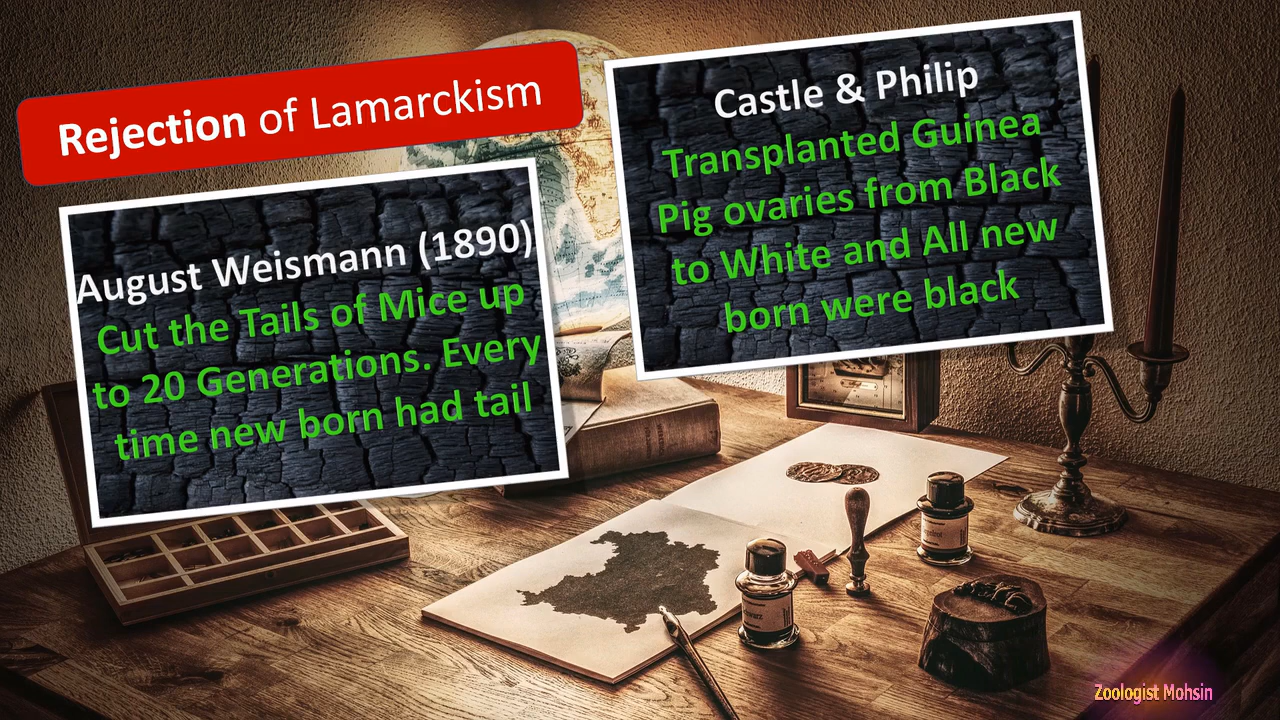 Rejection of Lamarckism
August Weismann (1890)
Cut the Tails of Mice up
to 20 Generations. Every
time new born had tail
Castle & Philip
Transplanted Guinea
Pig ovaries from Black
to White and All new
born were black
Zoologist Mohsin